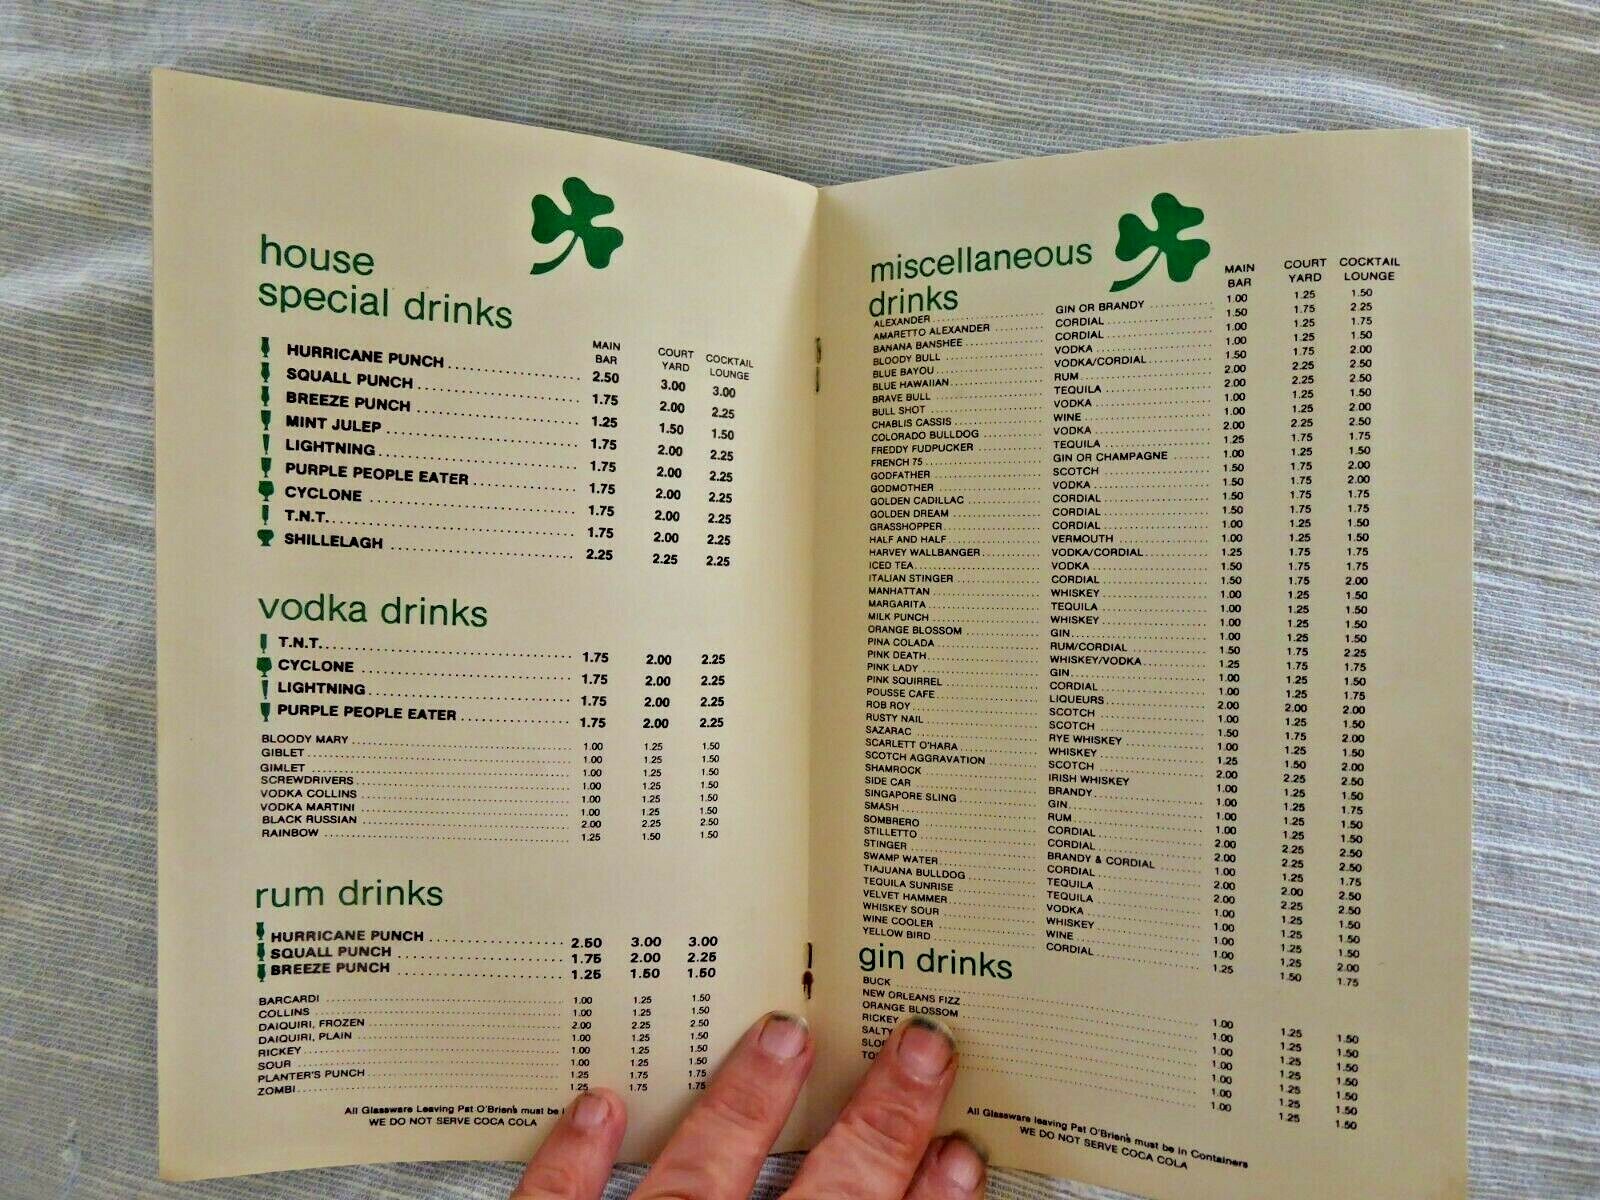 house
special drinks
MAIN BAR COURT YARD COCKTAIL LOUNGE
HURRICANE PUNCH 2.50 3.00 3.00
SQUALL PUNCH 1.75 2.00 2.25
BREEZE PUNCH 1.25 1.50 1.50
MINT JULEP 1.75 2.00 2.25
LIGHTNING 1.75 2.00 2.25
PURPLE PEOPLE EATER 1.75 2.00 2.25
CYCLONE 1.75 2.00 2.25
T.N.T. 1.75 2.00 2.25
SHILLELAGH 2.25 2.25 2.25
vodka drinks
T.N.T. 1.75 2.00 2.25
CYCLONE 1.75 2.00 2.25
LIGHTNING 1.75 2.00 2.25
PURPLE PEOPLE EATER 1.75 2.00 2.25
BLOODY MARY 1.00 1.25 1.50
GIBLET 1.00 1.25 1.50
GIMLET 1.00 1.25 1.50
SCREWDRIVERS 1.00 1.25 1.50
VODKA COLLINS 1.00 1.25 1.50
VODKA MARTINI 1.00 1.25 1.50
BLACK RUSSIAN 2.00 2.25 2.50
RAINBOW 1.25 1.50 1.50
rum drinks
HURRICANE PUNCH 2.50 3.00 3.00
SQUALL PUNCH 1.75 2.00 2.25
BREEZE PUNCH 1.25 1.50 1.50
BARCARDI 1.00 1.25 1.50
COLLINS 1.00 1.25 1.50
DAIQUIRI, FROZEN 2.00 2.25 2.50
DAIQUIRI, PLAIN 1.00 1.25 1.50
RICKEY 1.00 1.25 1.50
SOUR 1.00 1.25 1.50
PLANTER'S PUNCH 1.25 1.75 1.75
ZOMBI 1.25 1.75 1.75
All Glassware Leaving Pat O'Brien's must be
WE DO NOT SERVE COCA COLA
miscellaneous
drinks
MAIN BAR COURT YARD COCKTAIL LOUNGE
ALEXANDER GIN OR BRANDY 1.00 1.25 1.50
AMARETTO ALEXANDER CORDIAL 1.50 1.75 2.25
BANANA BANSHEE CORDIAL 1.00 1.25 1.75
BLOODY BULL VODKA 1.00 1.25 1.50
BLUE BAYOU VODKA/CORDIAL 1.50 1.75 2.00
BLUE HAWAIIAN RUM 2.00 2.25 2.50
BRAVE BULL TEQUILA 2.00 2.25 2.50
BULL SHOT VODKA 1.00 1.25 1.50
CHABLIS CASSIS WINE 1.00 1.25 2.00
COLORADO BULLDOG VODKA 2.00 2.25 2.50
FREDDY FUDPUCKER TEQUILA 1.25 1.75 1.75
FRENCH 75 GIN OR CHAMPAGNE 1.00 1.25 1.50
GODFATHER SCOTCH 1.50 1.75 2.00
GODMOTHER VODKA 1.50 1.75 2.00
GOLDEN CADILLAC CORDIAL 1.50 1.75 1.75
GOLDEN DREAM CORDIAL 1.50 1.75 1.75
GRASSHOPPER CORDIAL 1.00 1.25 1.50
HALF AND HALF VERMOUTH 1.00 1.25 1.50
HARVEY WALLBANGER VODKA/CORDIAL 1.25 1.75 1.75
ICED TEA VODKA 1.50 1.75 1.75
ITALIAN STINGER CORDIAL 1.50 1.75 2.00
MANHATTAN WHISKEY 1.00 1.25 1.50
MARGARITA TEQUILA 1.00 1.25 1.50
MILK PUNCH WHISKEY 1.00 1.25 1.50
ORANGE BLOSSOM GIN 1.00 1.25 1.50
PINA COLADA RUM/CORDIAL 1.50 1.75 2.25
PINK DEATH WHISKEY/VODKA 1.25 1.75 1.75
PINK LADY GIN 1.00 1.25 1.50
PINK SQUIRREL CORDIAL 1.00 1.25 1.75
POUSSE CAFE LIQUEURS 2.00 2.00 2.00
ROB ROY SCOTCH 1.00 1.25 1.50
RUSTY NAIL SCOTCH 1.50 1.75 2.00
SAZARAC RYE WHISKEY 1.00 1.25 1.50
SCARLETT O'HARA WHISKEY 1.00 1.50 2.00
SCOTCH AGGRAVATION SCOTCH 2.00 2.25 2.50
SHAMROCK IRISH WHISKEY 1.00 1.25 1.50
SIDE CAR BRANDY 1.00 1.25 1.75
SINGAPORE SLING GIN 1.00 1.25 1.50
SMASH RUM 1.00 1.25 1.50
SOMBRERO CORDIAL 2.00 2.25 2.50
STILLETTO CORDIAL 2.00 2.25 2.50
STINGER BRANDY & CORDIAL 1.00 1.25 1.75
SWAMP WATER CORDIAL 2.00 2.00 2.50
TIAJUANA BULLDOG TEQUILA 2.00 2.25 2.50
TEQUILA SUNRISE TEQUILA 1.00 1.25 1.50
VELVET HAMMER VODKA 1.00 1.25 1.50
WHISKEY SOUR WHISKEY 1.00 1.25 1.50
WINE COOLER WINE 1.00 1.25 2.00
YELLOW BIRD CORDIAL 1.25 1.50 1.75
gin drinks
BUCK 1.00 1.25 1.50
NEW ORLEANS FIZZ 1.00 1.25 1.50
ORANGE BLOSSOM 1.00 1.25 1.50
RICKEY 1.00 1.25 1.50
SALTY 1.00 1.25 1.50
1.00 1.25 1.50
1.00 1.25 1.50
All Glassware leaving Pat O'Brien's must be in Containers
WE DO NOT SERVE COCA COLA